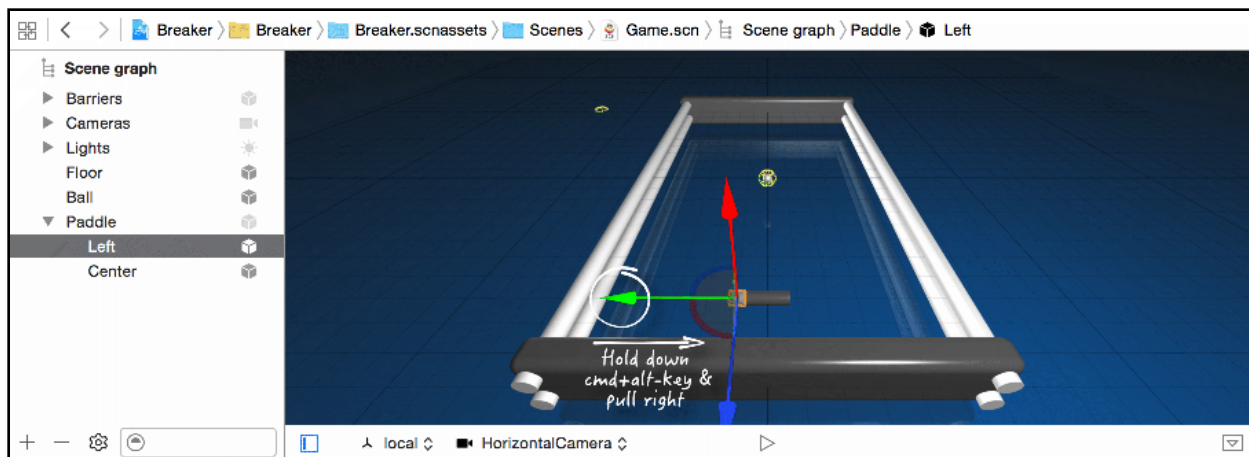 Breaker 〉 Breaker 〉 Breaker.scnassets 〉 Scenes 〉 Game.scn 〉 Scene graph 〉 Paddle 〉 Left
Scene graph
Barriers
Cameras
Lights
Floor
Ball
Paddle
Left
Center
Hold down
cmd+alt-key &
pull right
local HorizontalCamera